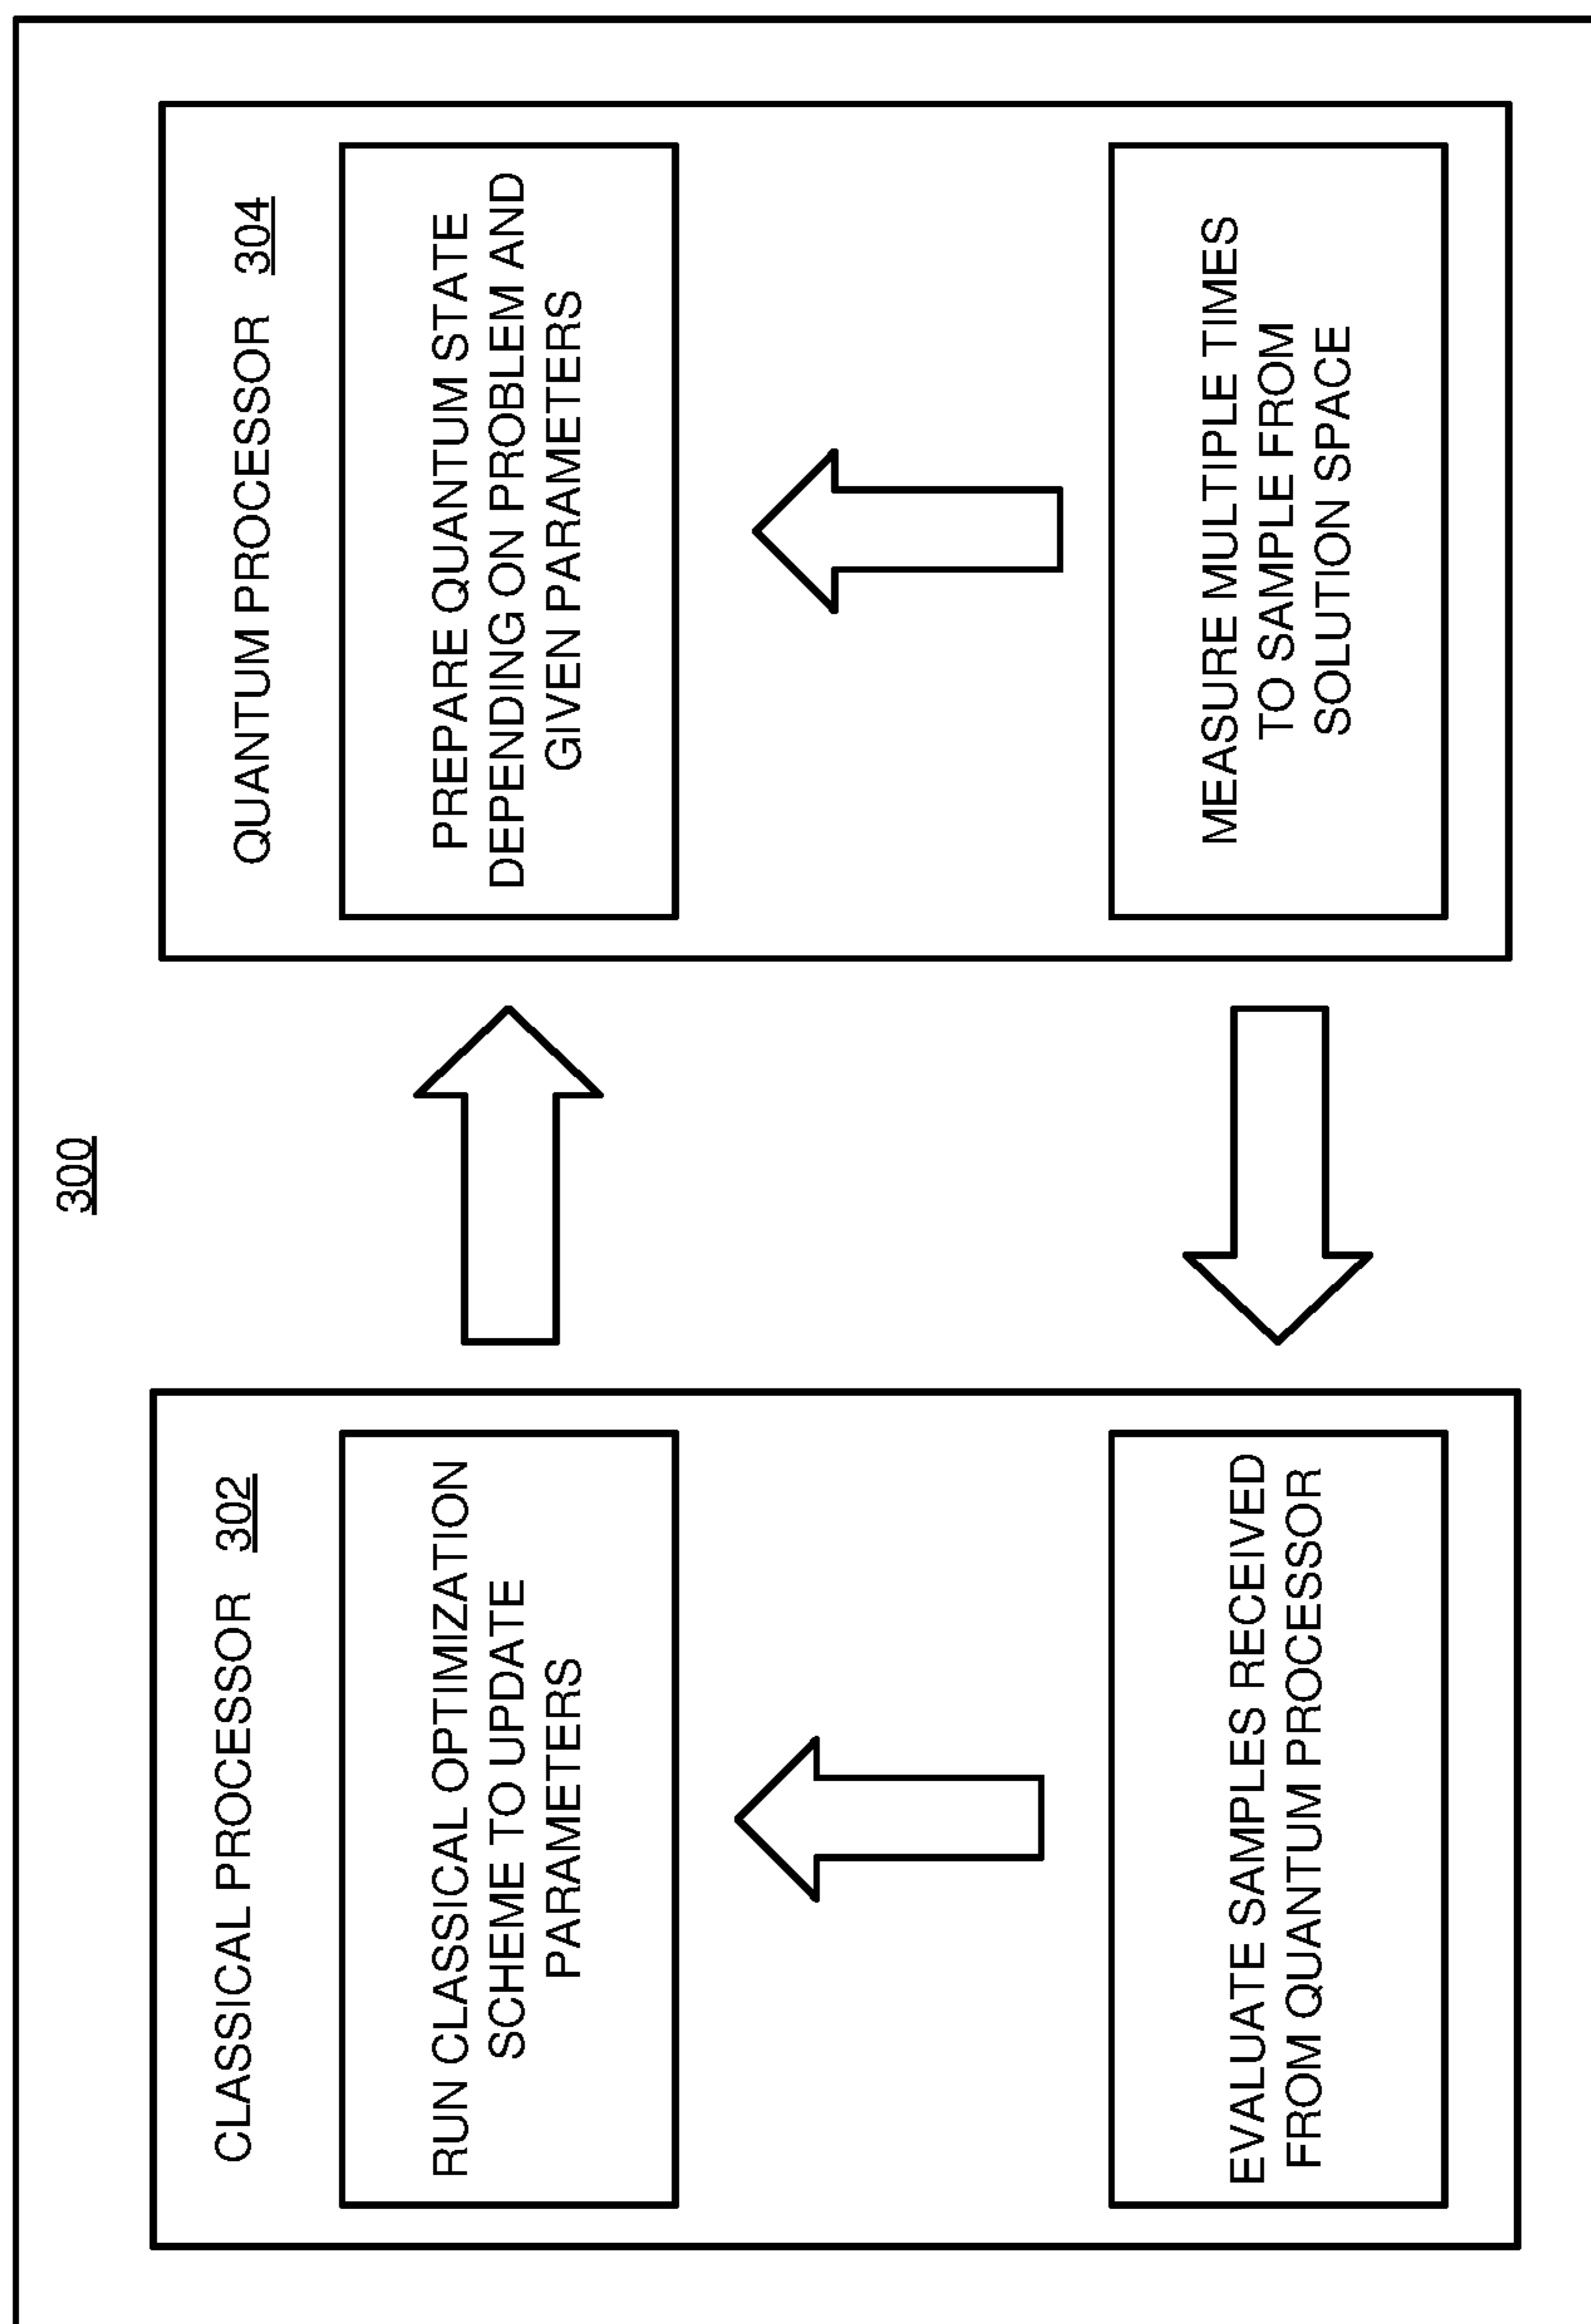 300
CLASSICAL PROCESSOR 302
RUN CLASSICAL OPTIMIZATION
SCHEME TO UPDATE
PARAMETERS
EVALUATE SAMPLES RECEIVED
FROM QUANTUM PROCESSOR
QUANTUM PROCESSOR 304
PREPARE QUANTUM STATE
DEPENDING ON PROBLEM AND
GIVEN PARAMETERS
MEASURE MULTIPLE TIMES
TO SAMPLE FROM
SOLUTION SPACE